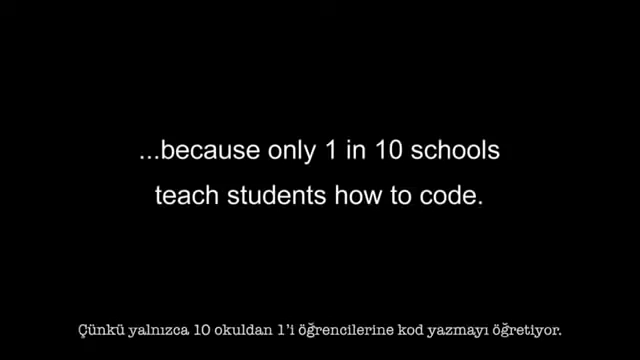 ...because only 1 in 10 schools
teach students how to code.
Çünkü yalnızca 10 okuldan 1'i öğrencilerine kod yazmayı öğretiyor.